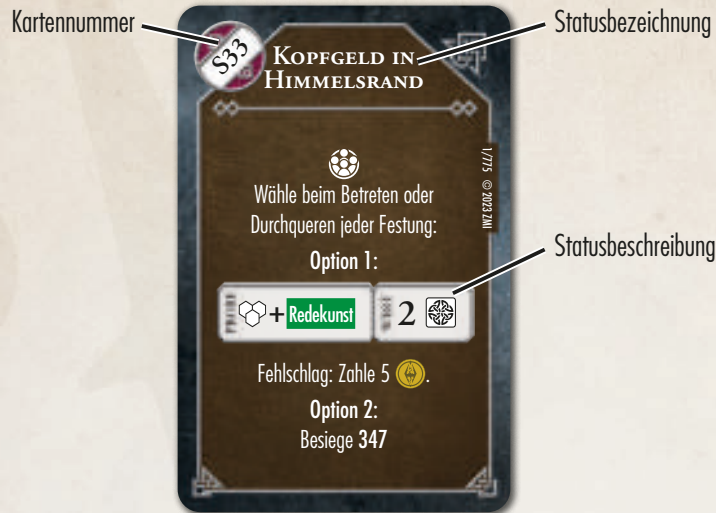 Kartennummer
Statusbezeichnung
S33
Kopfgeld in
Himmelsrand
1/775 © 2023 ZMI
Wähle beim Betreten oder
Durchqueren jeder Festung:
Statusbeschreibung
Option 1:
+ Redekunst
2
Fehlschlag: Zahle 5 .
Option 2:
Besiege 347